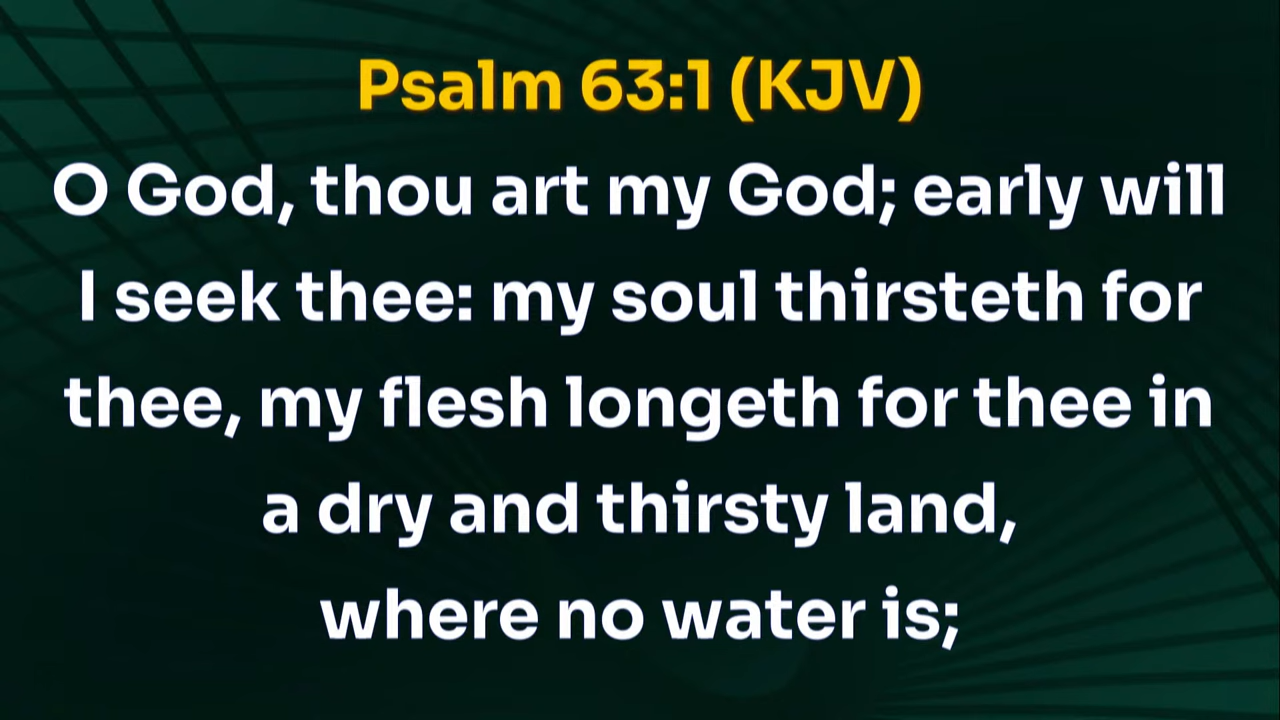 Psalm 63:1 (KJV)
O God, thou art my God; early will
I seek thee: my soul thirsteth for
thee, my flesh longeth for thee in
a dry and thirsty land,
where no water is;